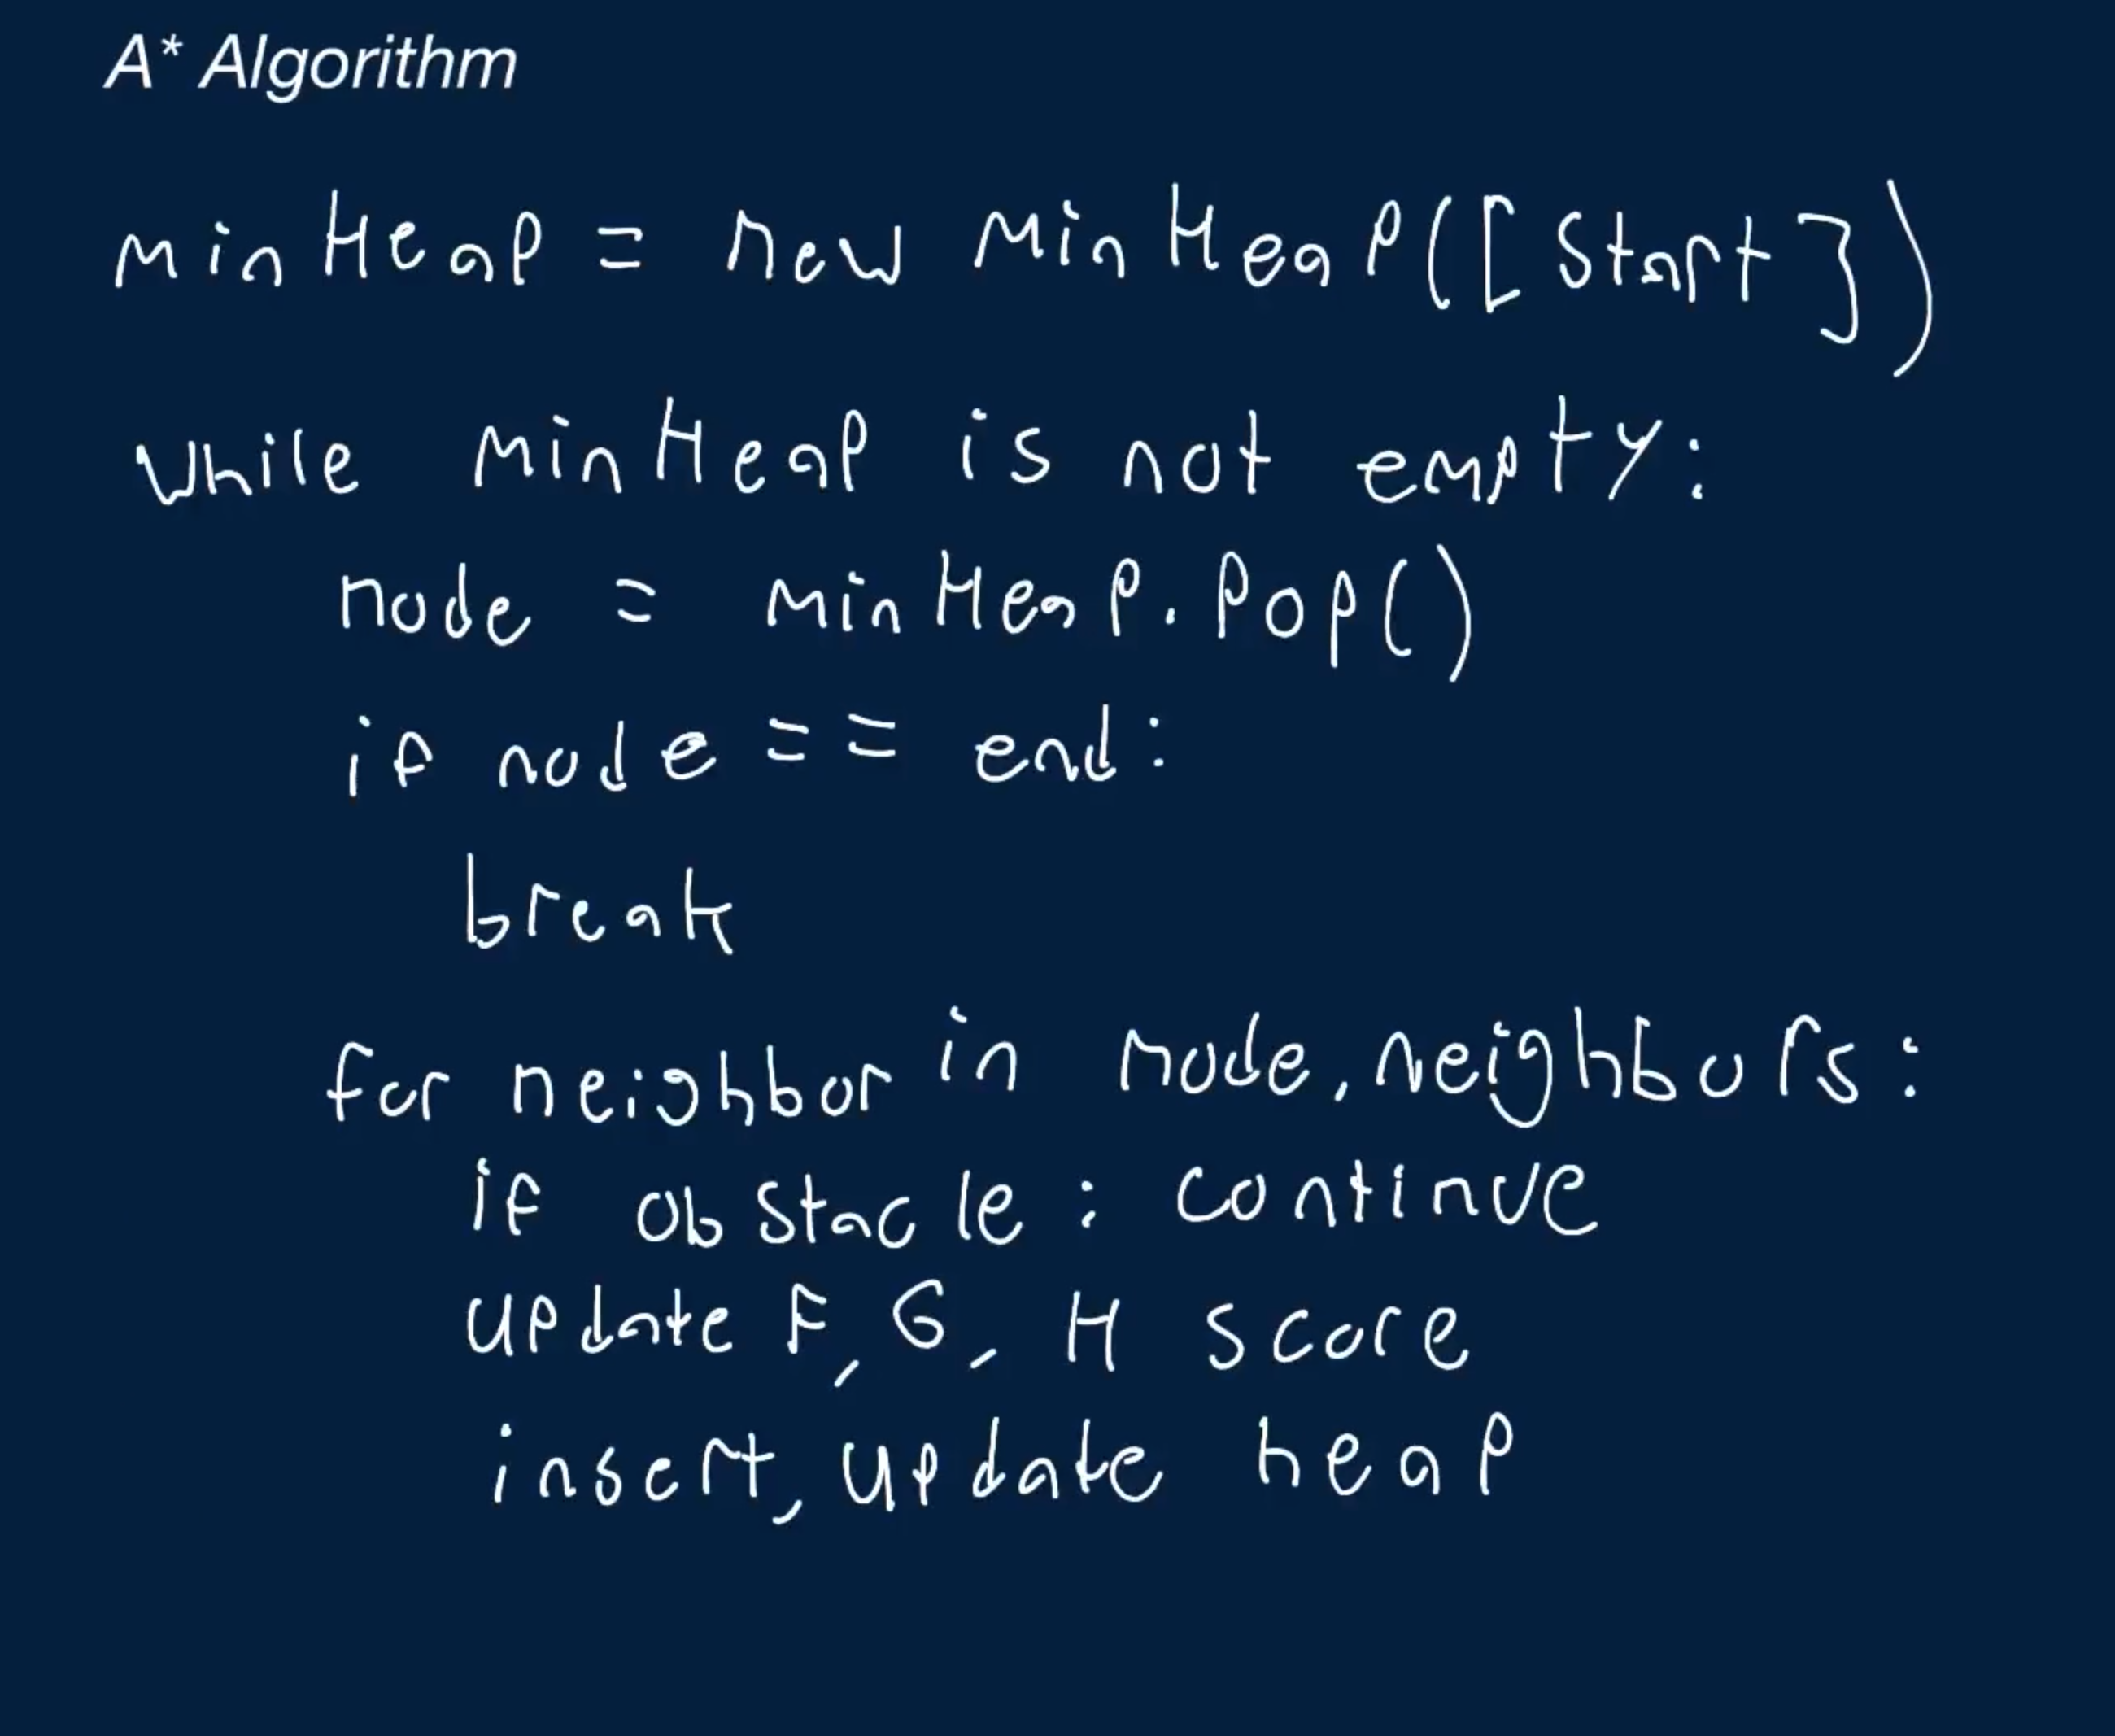 A* Algorithm
minHeap = new MinHeap([start])
while minHeap is not empty:
node = minHeap.pop()
if node == end:
break
for neighbor in node.neighbors:
if obstacle: continue
update F, G, H score
insert, update heap